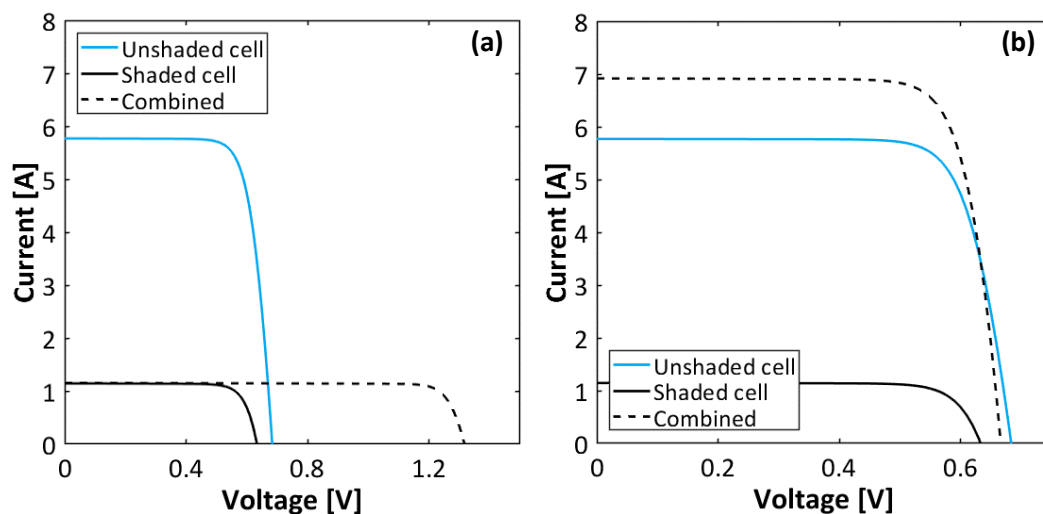 (a)
Unshaded cell
Shaded cell
Combined
8
7
6
5
4
3
2
1
0
Current [A]
0 0.4 0.8 1.2
Voltage [V]
(b)
8
7
6
5
4
3
2
1
0
Current [A]
Unshaded cell
Shaded cell
Combined
0 0.2 0.4 0.6
Voltage [V]